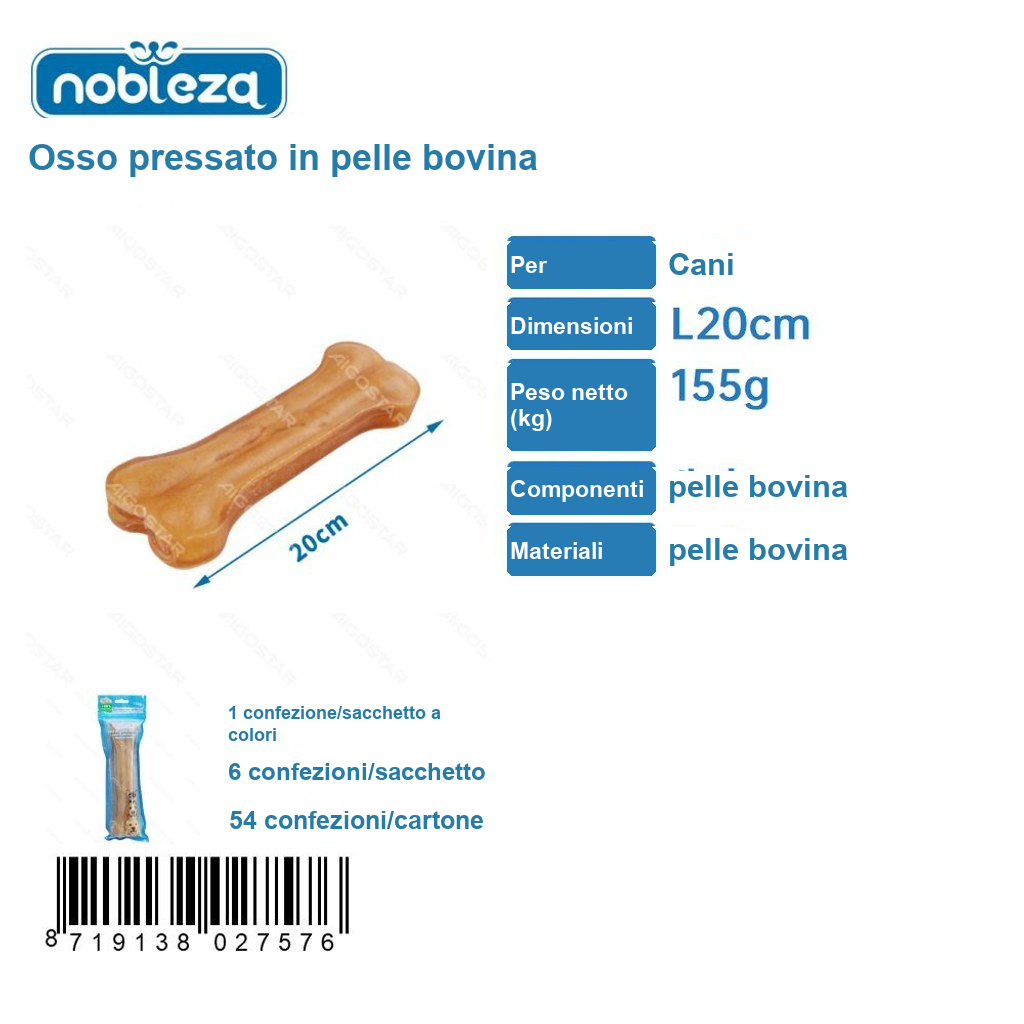 nobleza
Osso pressato in pelle bovina
Per
Cani
Dimensioni
L20cm
Peso netto
(kg)
155g
Componenti
pelle bovina
Materiali
pelle bovina
20cm
AIGOSTAR
1 confezione/sacchetto a
colori
6 confezioni/sacchetto
54 confezioni/cartone
8 719138 027576